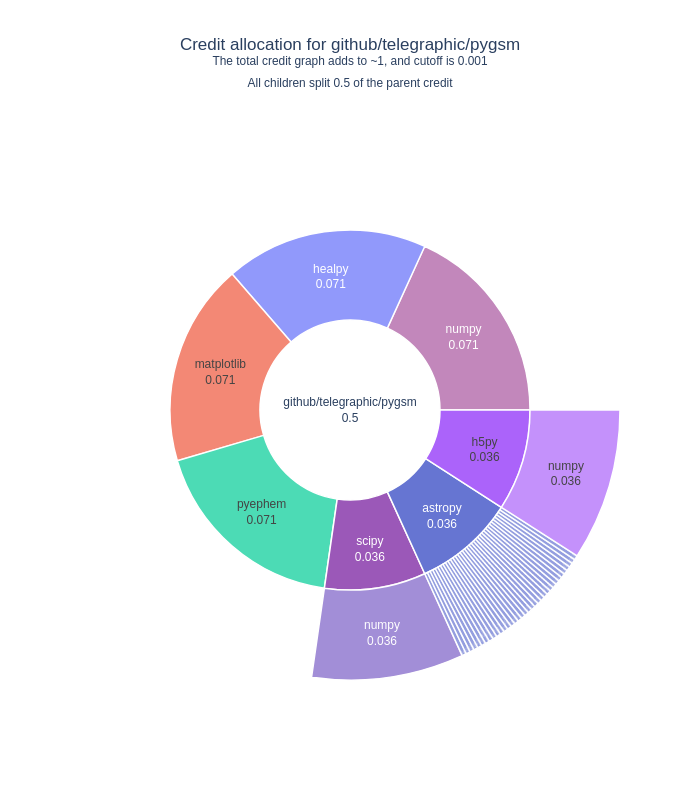 Credit allocation for github/telegraphic/pygsm
The total credit graph adds to ~1, and cutoff is 0.001
All children split 0.5 of the parent credit
healpy
0.071
numpy
0.071
matplotlib
0.071
github/telegraphic/pygsm
0.5
h5py
0.036
numpy
0.036
pyephem
0.071
astropy
0.036
scipy
0.036
numpy
0.036